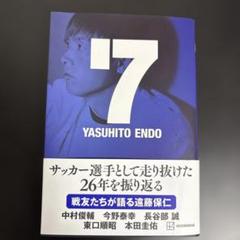 '7
YASUHITO ENDO
サッカー選手として走り抜けた
26年を振り返る
戦友たちが語る遠藤保仁
中村俊輔 今野泰幸 長谷部 誠
東口順昭 本田圭佑